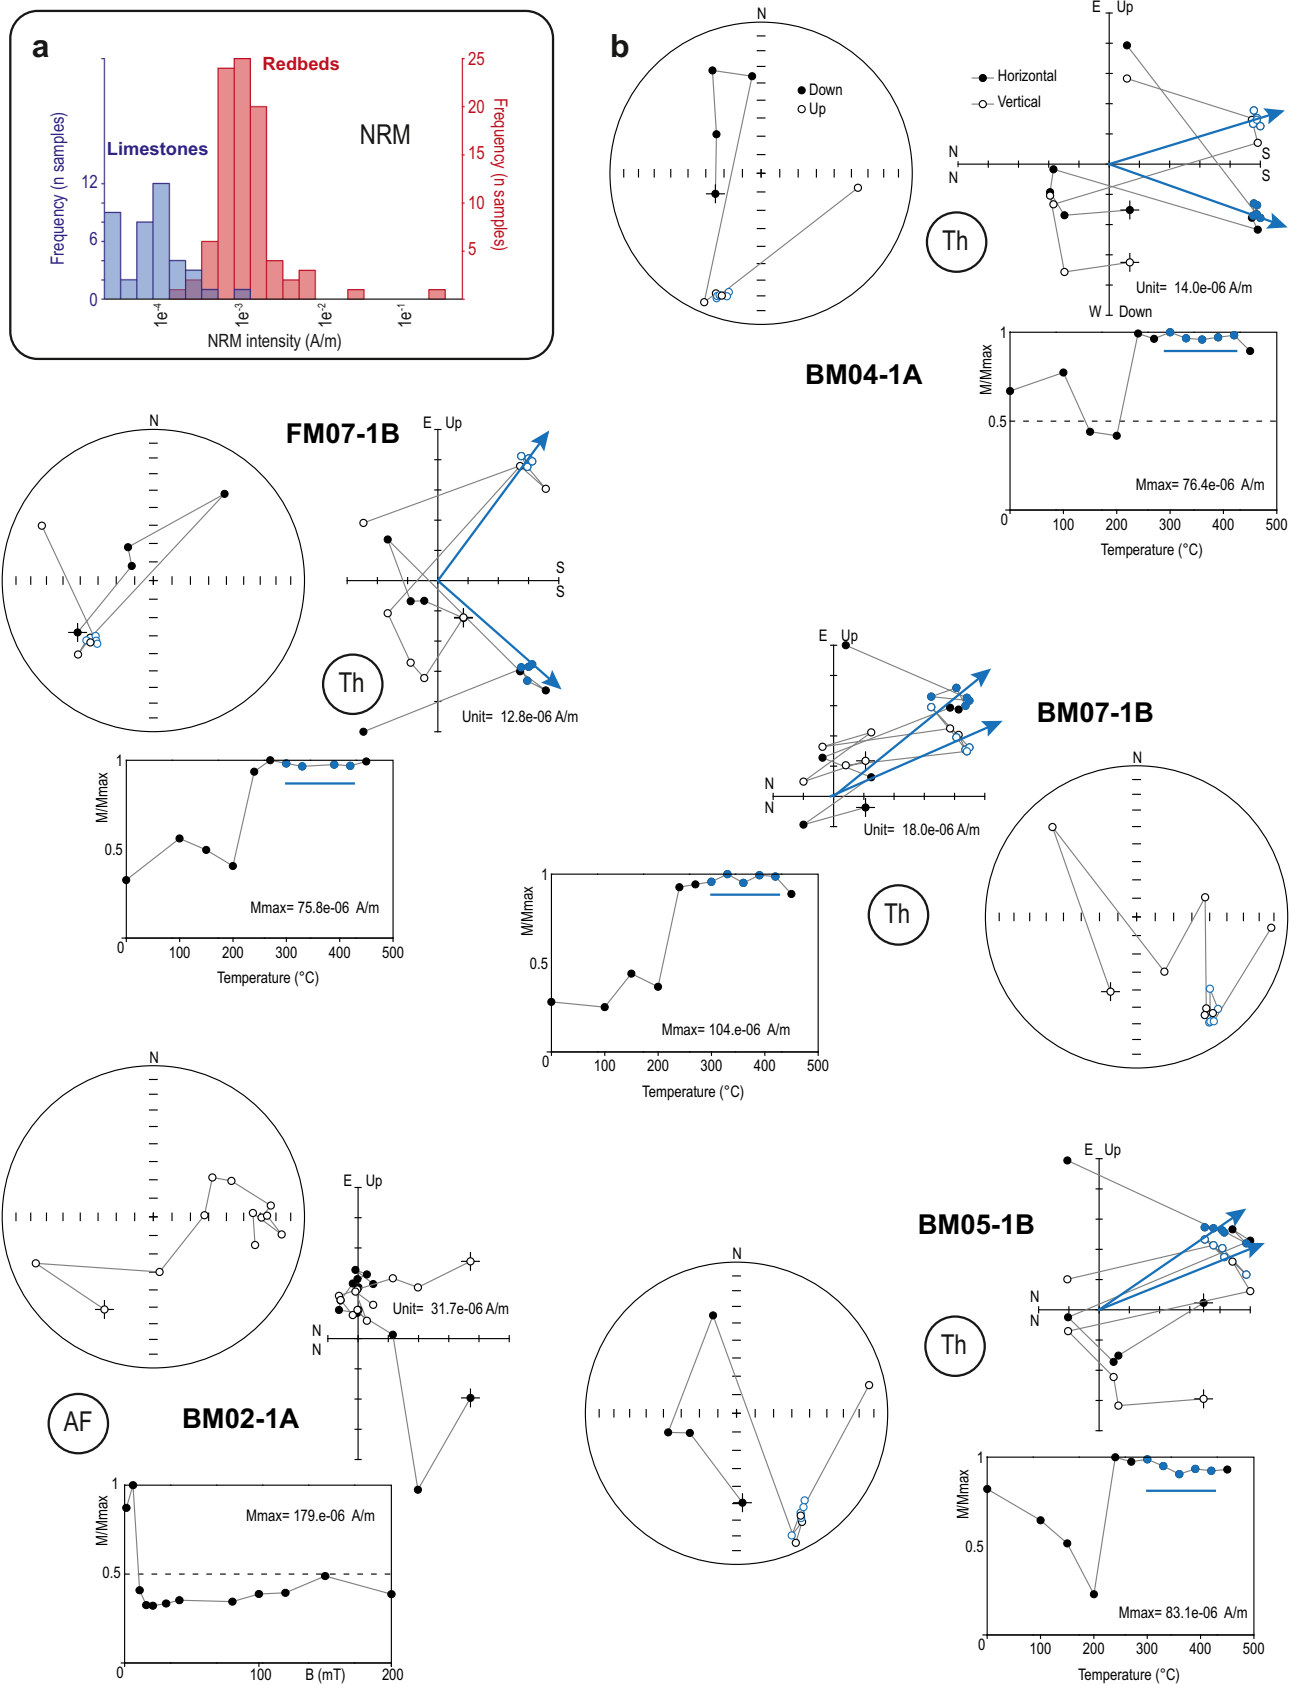 a
Redbeds
Limestones
NRM
Frequency (n samples)
12
6
0
25
20
15
10
5
Frequency (n samples)
1e-4
1e-3
1e-2
1e-1
NRM intensity (A/m)
b
N
Down
Up
E Up
Horizontal
Vertical
N
N
S
S
Th
Unit= 14.0e-06 A/m
W Down
BM04-1A
1
0.5
M/Mmax
Mmax= 76.4e-06 A/m
0 100 200 300 400 500
Temperature (°C)
N
FM07-1B
E Up
S
S
Th
Unit= 12.8e-06 A/m
1
0.5
M/Mmax
Mmax= 75.8e-06 A/m
0 100 200 300 400 500
Temperature (°C)
E Up
N
N
Unit= 18.0e-06 A/m
BM07-1B
N
Th
1
0.5
M/Mmax
Mmax= 104.e-06 A/m
0 100 200 300 400 500
Temperature (°C)
N
E Up
Unit= 31.7e-06 A/m
N
N
AF
BM02-1A
1
0.5
M/Mmax
Mmax= 179.e-06 A/m
0 100 B (mT) 200
E Up
BM05-1B
N
N
N
Th
1
0.5
M/Mmax
Mmax= 83.1e-06 A/m
0 100 200 300 400 500
Temperature (°C)